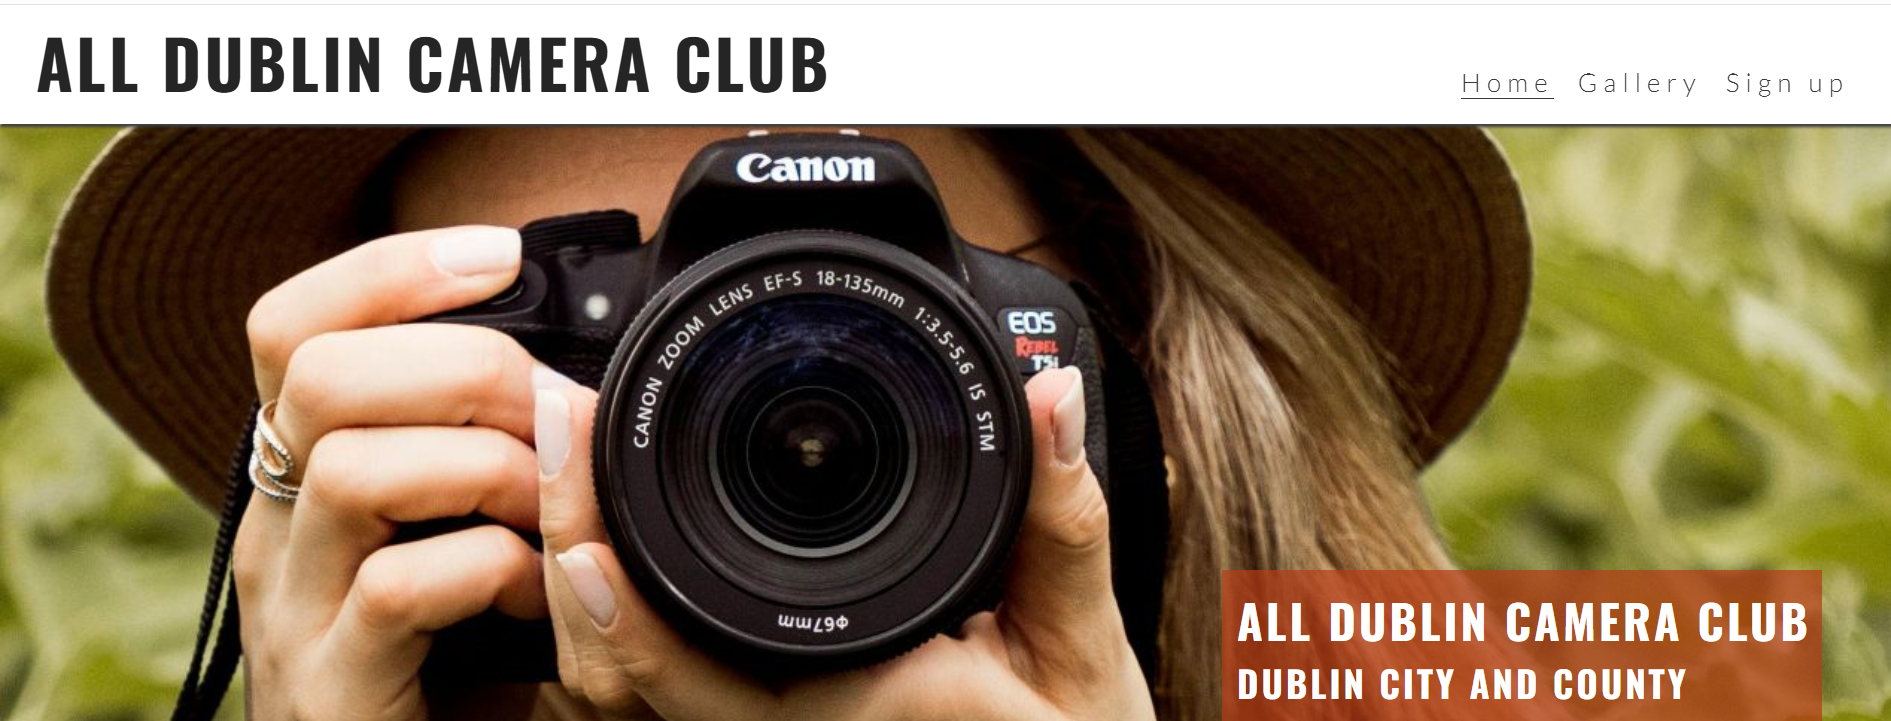 ALL DUBLIN CAMERA CLUB
Home Gallery Sign up
Canon
CANON ZOOM LENS EF-S 18-135mm 1:3.5-5.6 IS STM
EOS
REBEL
T5i
ϕ67mm
ALL DUBLIN CAMERA CLUB
DUBLIN CITY AND COUNTY